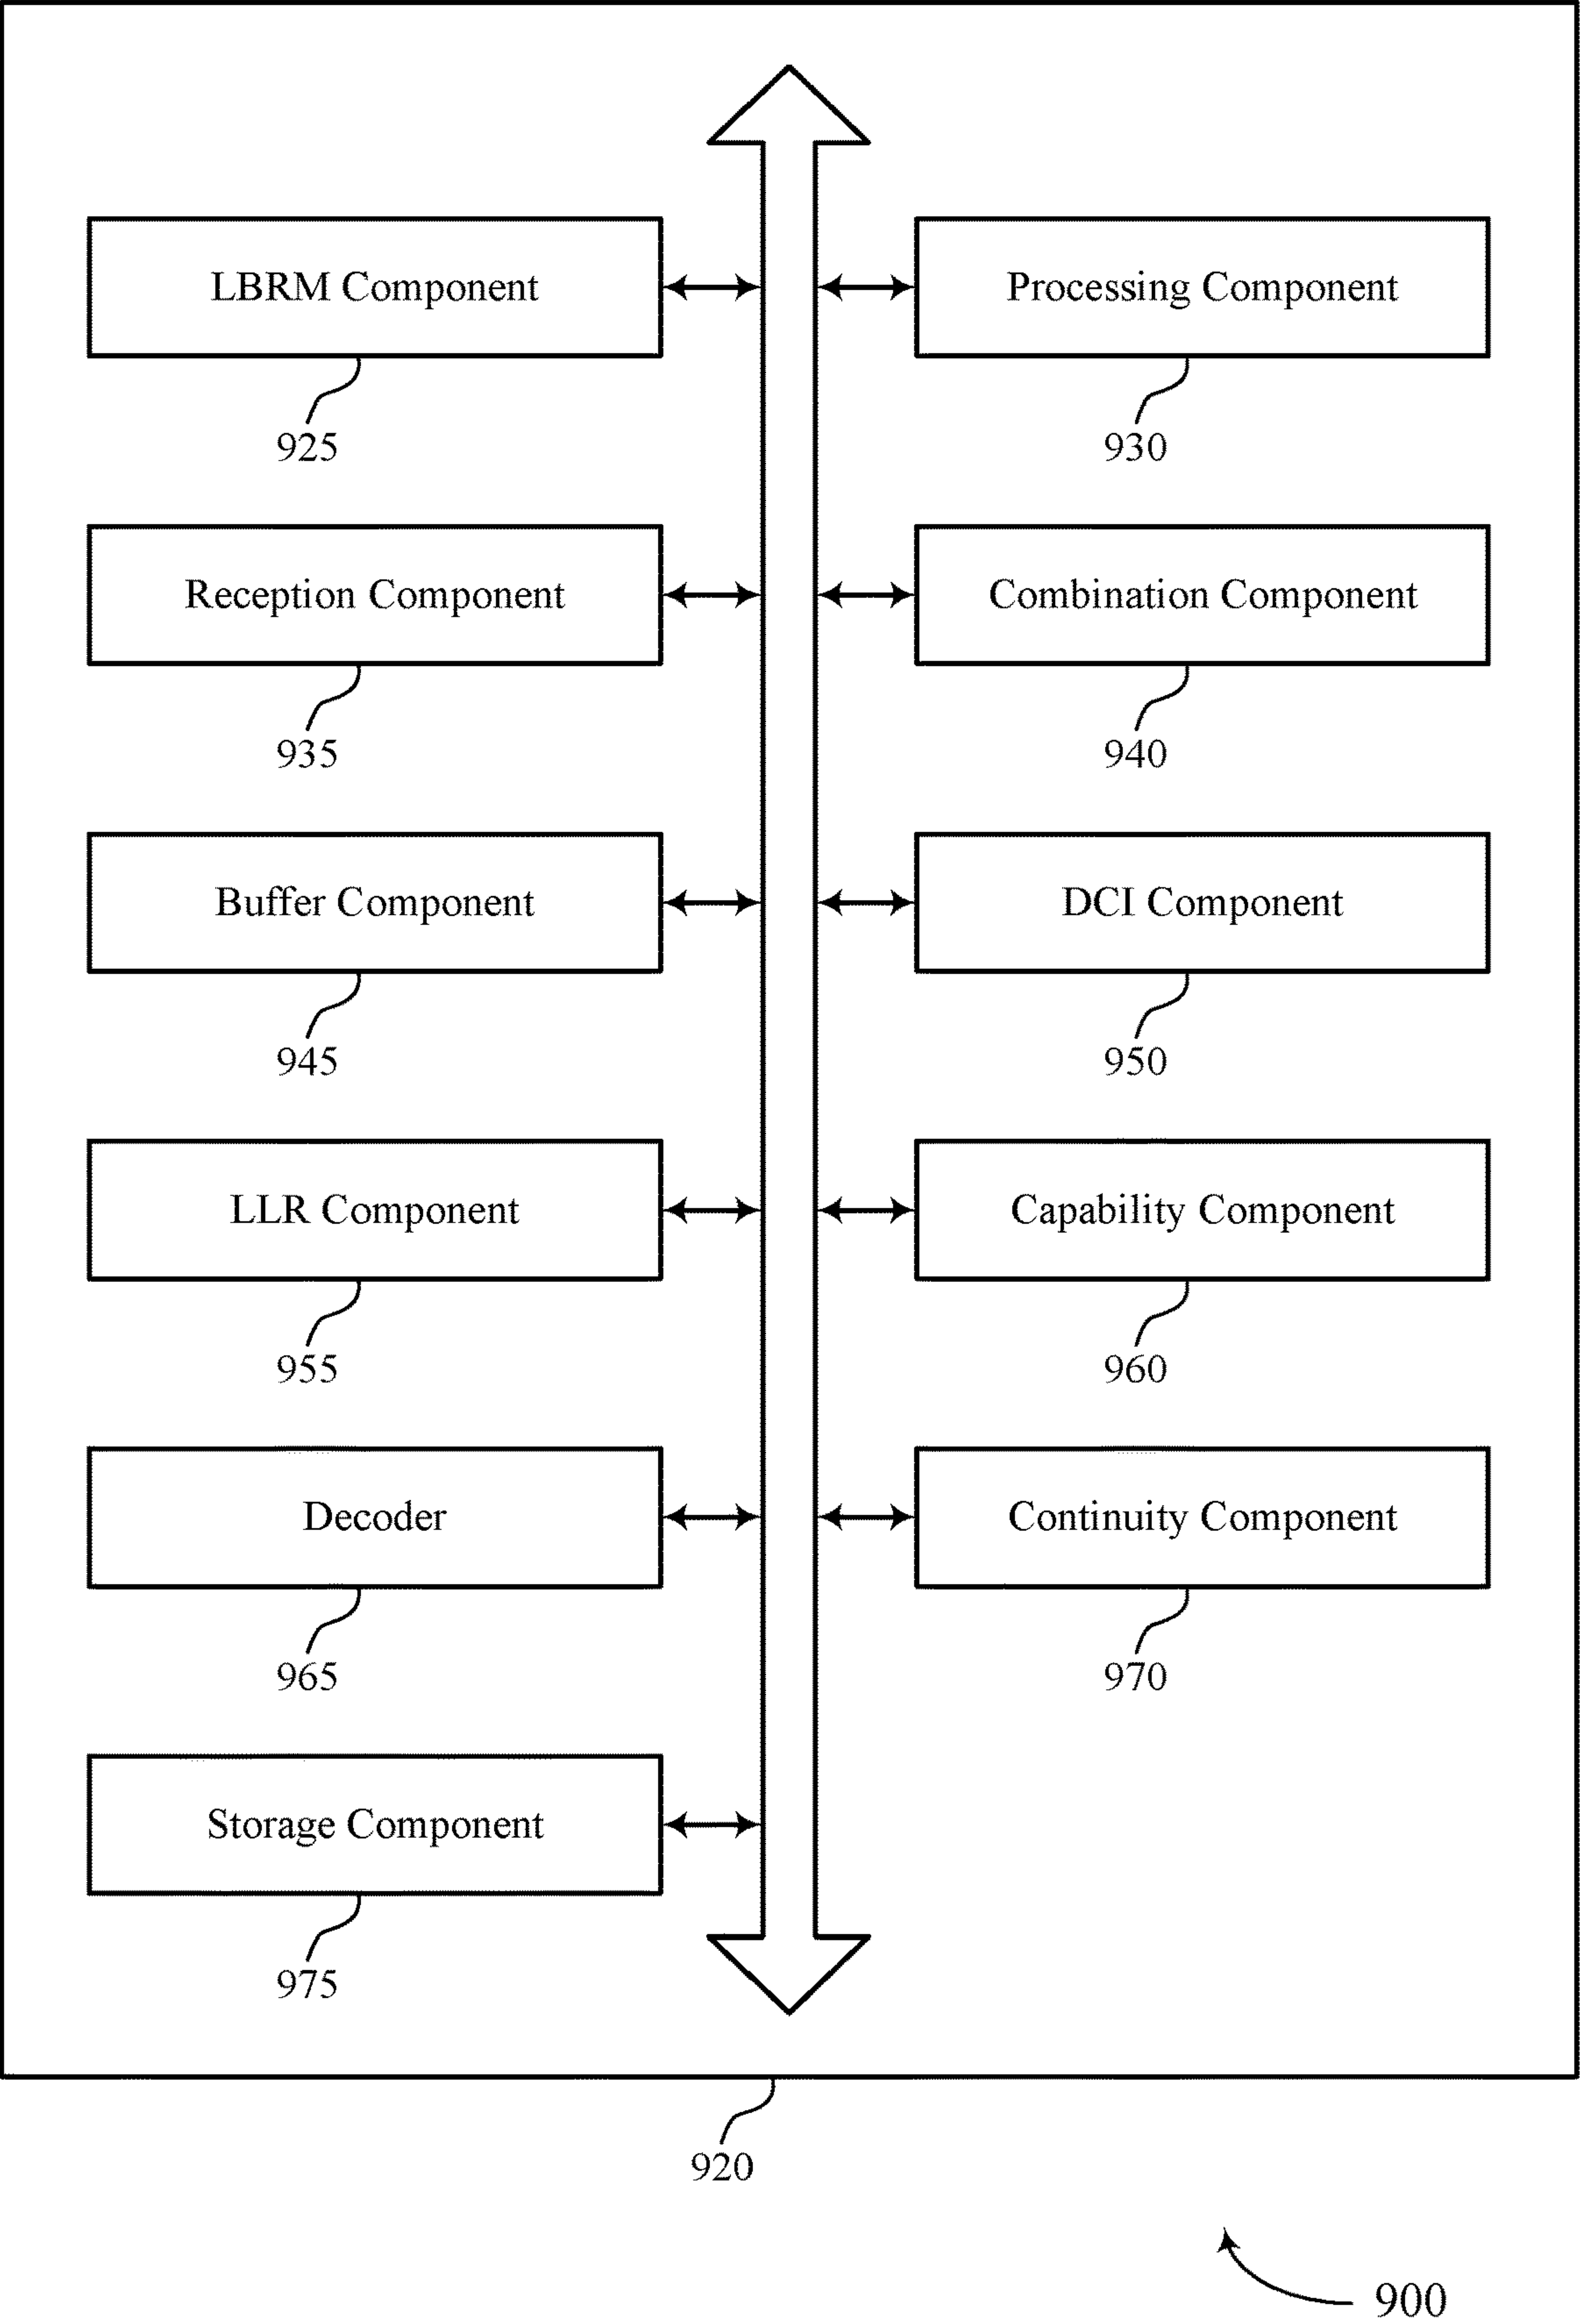 LBRM Component
Processing Component
925
930
Reception Component
Combination Component
935
940
Buffer Component
DCI Component
945
950
LLR Component
Capability Component
955
960
Decoder
Continuity Component
965
970
Storage Component
975
920
900